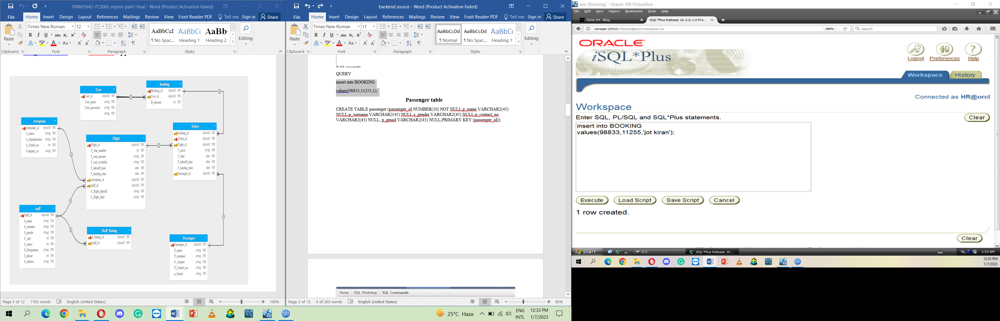 100601642-7CS082-report-part1 final - Word (Product Activation Failed)
File Home Insert Design Layout References Mailings Review View Foxit Reader PDF Tell me Sign in Share
Paste
Times New Roman 12
B I U abc x₂ x²
Aa
AaBbCcI AaBbC( AaBb(
¶ No Spac... Heading 1 Heading 2
Editing
Clipboard Font Paragraph Styles
User
User_id objectId NN
User_name string NN
User_password string NN
string NN
booking
Booking_id objectId NN
User_id objectId NN
B_amount int NN
Aeroplane
Aeroplane_id objectId NN
A_name string NN
A_Manufacturer string NN
A_Model_no int NN
Company_id string NN
Flight
Flight_id objectId NN
F_Seat_number int NN
F_seat_amount string NN
F_seat_available string NN
F_takeoff_time date NN
F_landing_time date NN
Aeroplane_id objectId NN
staff_id objectId NN
C_flight_takeoff string NN
C_flight_land string NN
Ticket
booking_id objectId NN
Ticket_id objectId NN
Flight_id objectId NN
T_price string NN
T_date date NN
F_takeoff_time date NN
F_landing_time date NN
Passenger_id objectId NN
staff
Staff_id objectId NN
S_name string NN
S_surname string NN
S_gender string NN
S_age int NN
S_salary int NN
S_Designation string NN
S_phone int NN
S_address string NN
Staff_Rating
S_Rating_id objectId NN
Staff_id objectId NN
Passenger
Passenger_id objectId NN
P_name string NN
P_surname string NN
P_Gender string NN
P_Contact_no string NN
p_Gmail string NN
Page 5 of 12 1783 words English (United States) 100%
backend source - Word (Product Activation Failed)
File Home Insert Design Layout References Mailings Review View Foxit Reader PDF Tell me Sign in Share
Paste
Times New Roman 11
B I U abc x₂ x²
Aa
AaBbCcDd AaBbCcDd AaBbC(
¶ Normal ¶ No Spac... Heading 1
Editing
Clipboard Font Paragraph Styles
0.01 seconds
QUERY
insert into BOOKING
values(98833,11255,1);
Passenger table
CREATE TABLE passenger (passenger_id NUMBER(10) NOT NULL,p_name VARCHAR2(45)
NULL,p_surname VARCHAR2(45) NULL,s_gender VARCHAR2(45) NULL,p_contact_no
VARCHAR2(45) NULL, p_gmail VARCHAR2(45) NULL,PRIMARY KEY (passenger_id));
Home SQL Workshop SQL Commands
Page 3 of 13 4 of 265 words English (United States) 80%
25°C Haze ENG INTL 12:33 PM 1/7/2023
win [Running] - Oracle VM VirtualBox
File Edit View History Bookmarks Tools Help
Zone 94 - Blog iSQL*Plus Release 10.2.0.1.0 Pro...
winxpie-22412:5560/isqlplus/workspace.uix 160% Search
ORACLE
iSQL*Plus
Logout Preferences Help
Workspace History
Connected as HR@orcl
Workspace
Enter SQL, PL/SQL and SQL*Plus statements.
Clear
insert into BOOKING
values(98833,11255,'jot kiran');
Execute Load Script Save Script Cancel
1 row created.
Clear
start C:\ iSQL*Plus Release 10... 1:33 AM
12:33 PM
1/7/2023